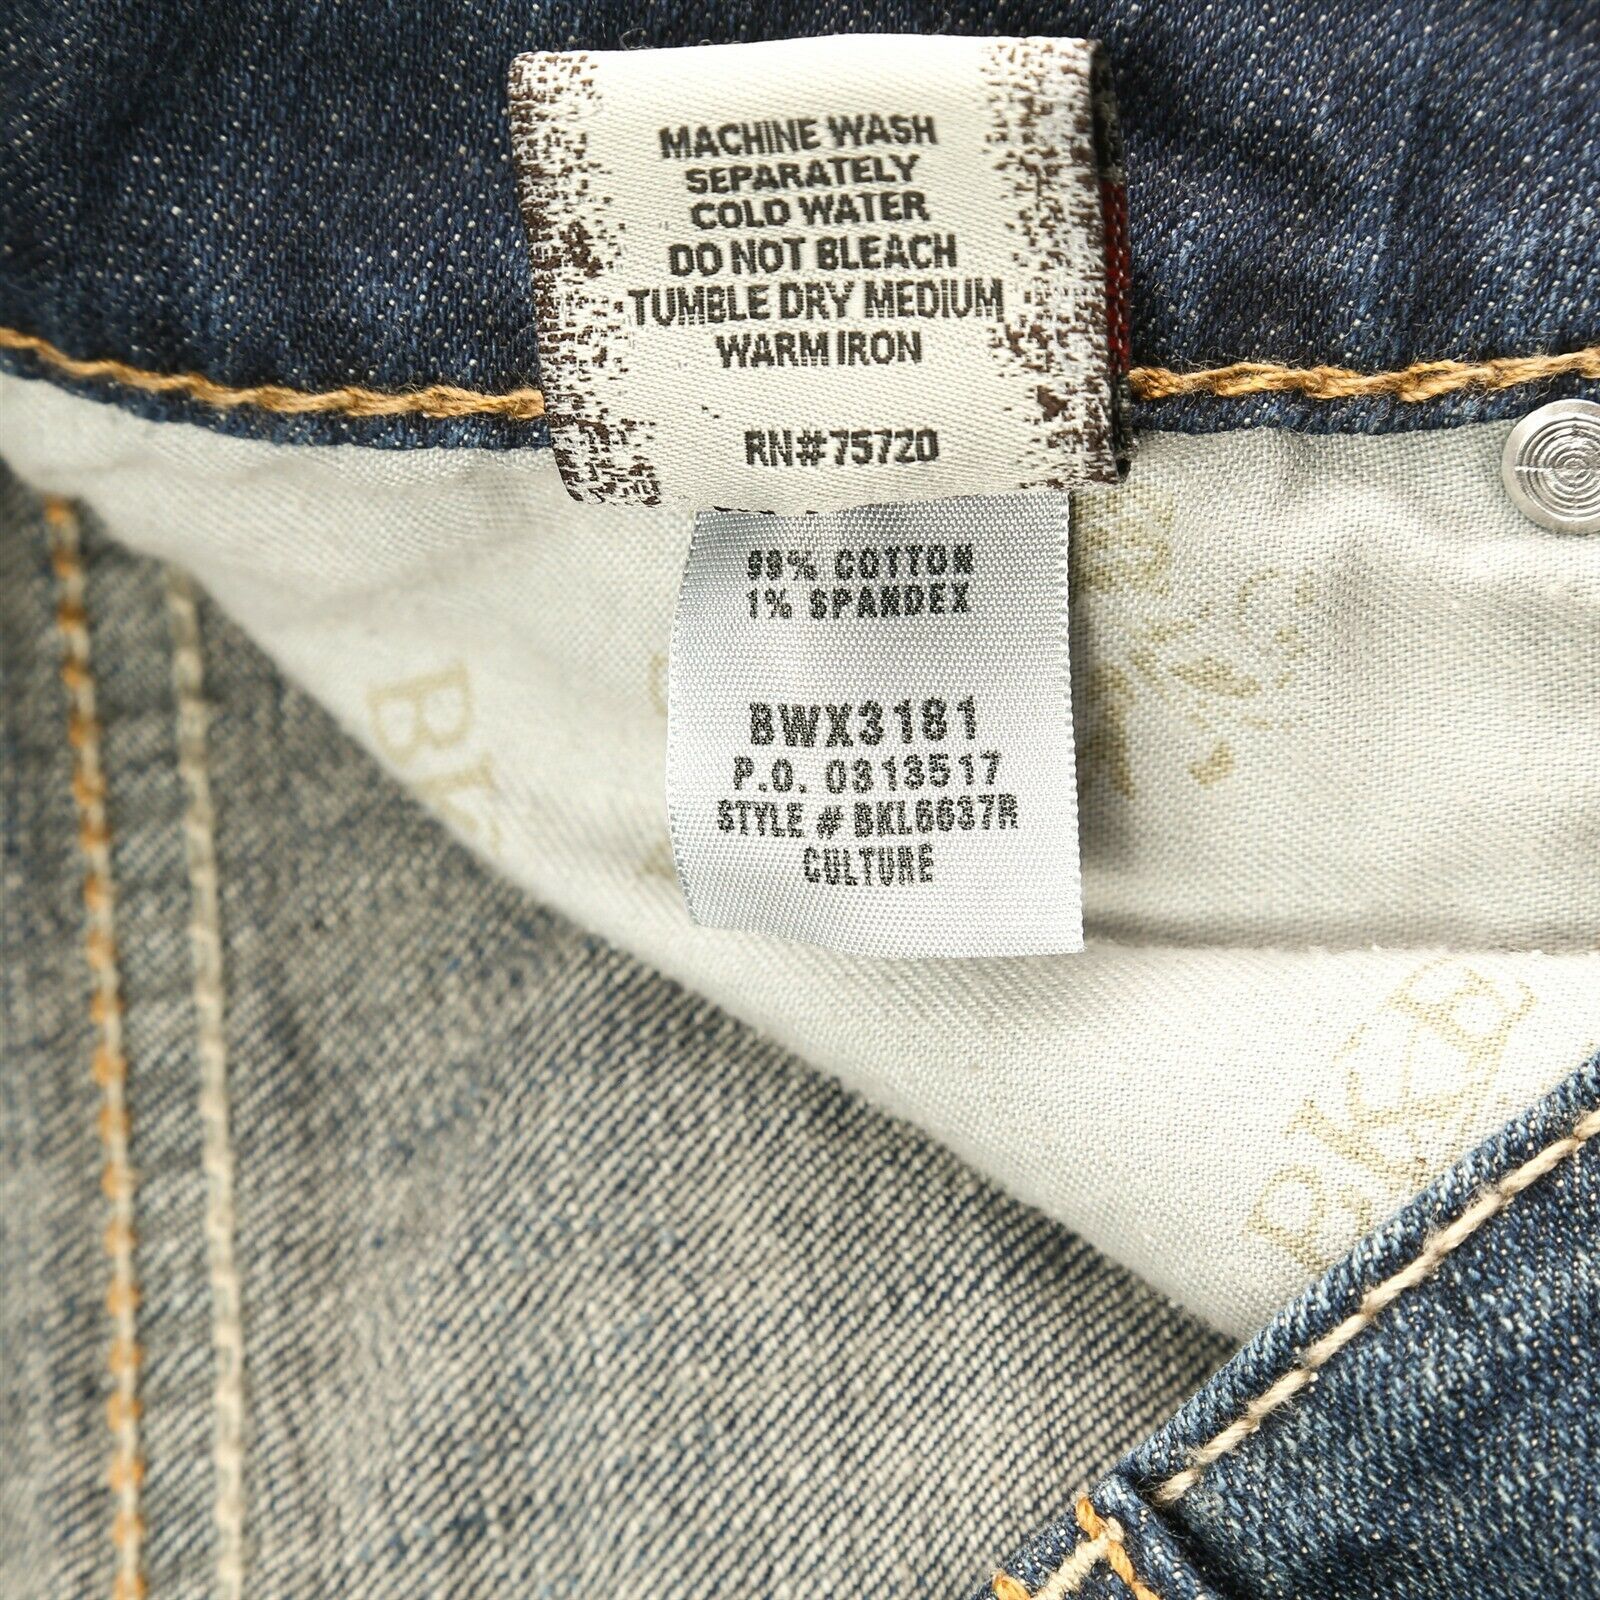 MACHINE WASH
SEPARATELY
COLD WATER
DO NOT BLEACH
TUMBLE DRY MEDIUM
WARM IRON
RN#75720
99% COTTON
1% SPANDEX
BWX3181
P.O. 0313517
STYLE # BKL6637R
CULTURE
BKE